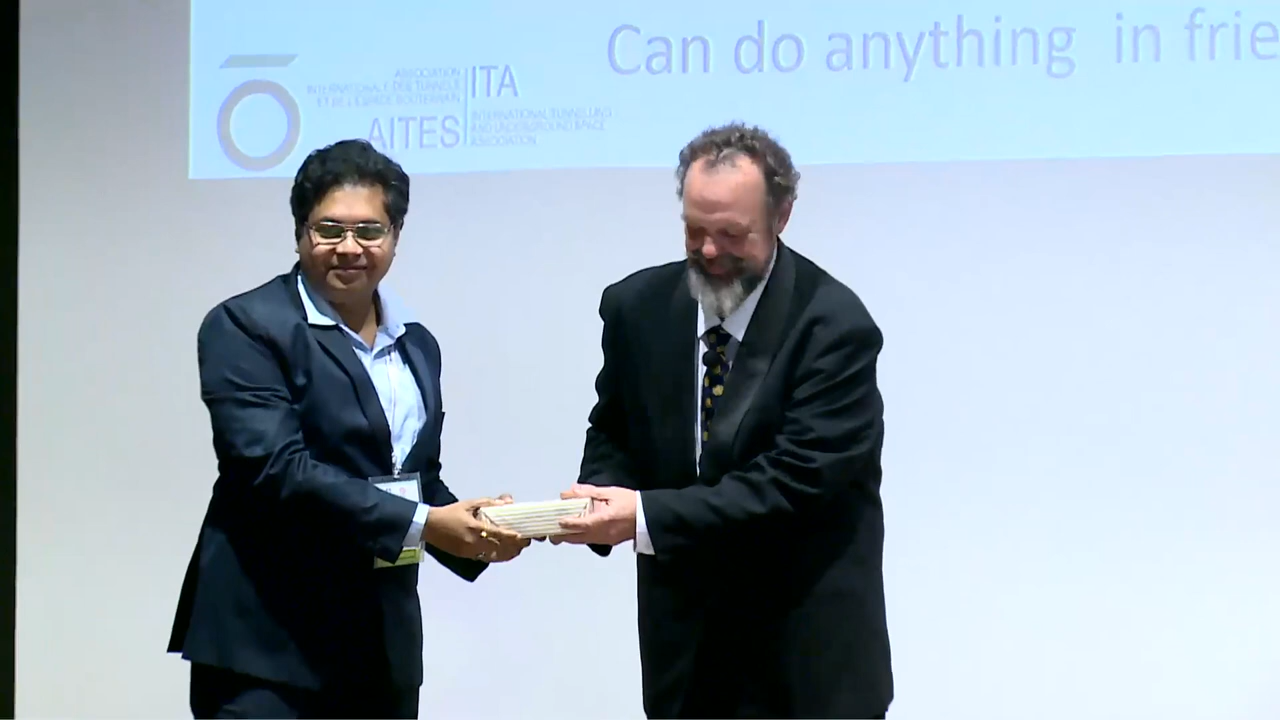 Can do anything in frie
ASSOCIATION
INTERNATIONALE DES TUNNELS
ET DE L'ESPACE SOUTERRAIN
AITES
ITA
INTERNATIONAL TUNNELLING
AND UNDERGROUND SPACE
ASSOCIATION